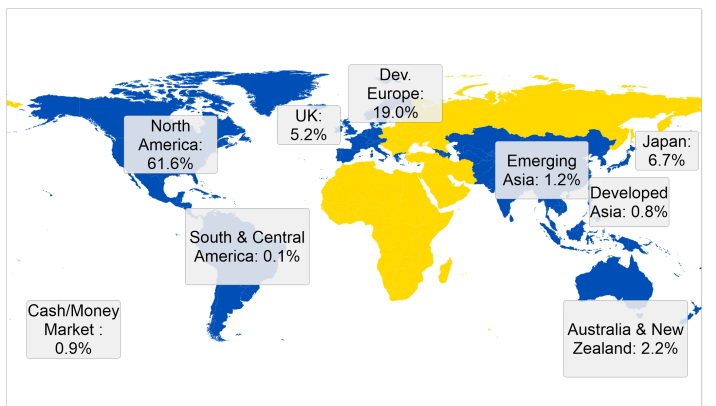 Dev.
Europe:
19.0%
UK:
5.2%
North
America:
61.6%
Japan:
6.7%
Emerging
Asia: 1.2%
Developed
Asia: 0.8%
South & Central
America: 0.1%
Cash/Money
Market :
0.9%
Australia & New
Zealand: 2.2%